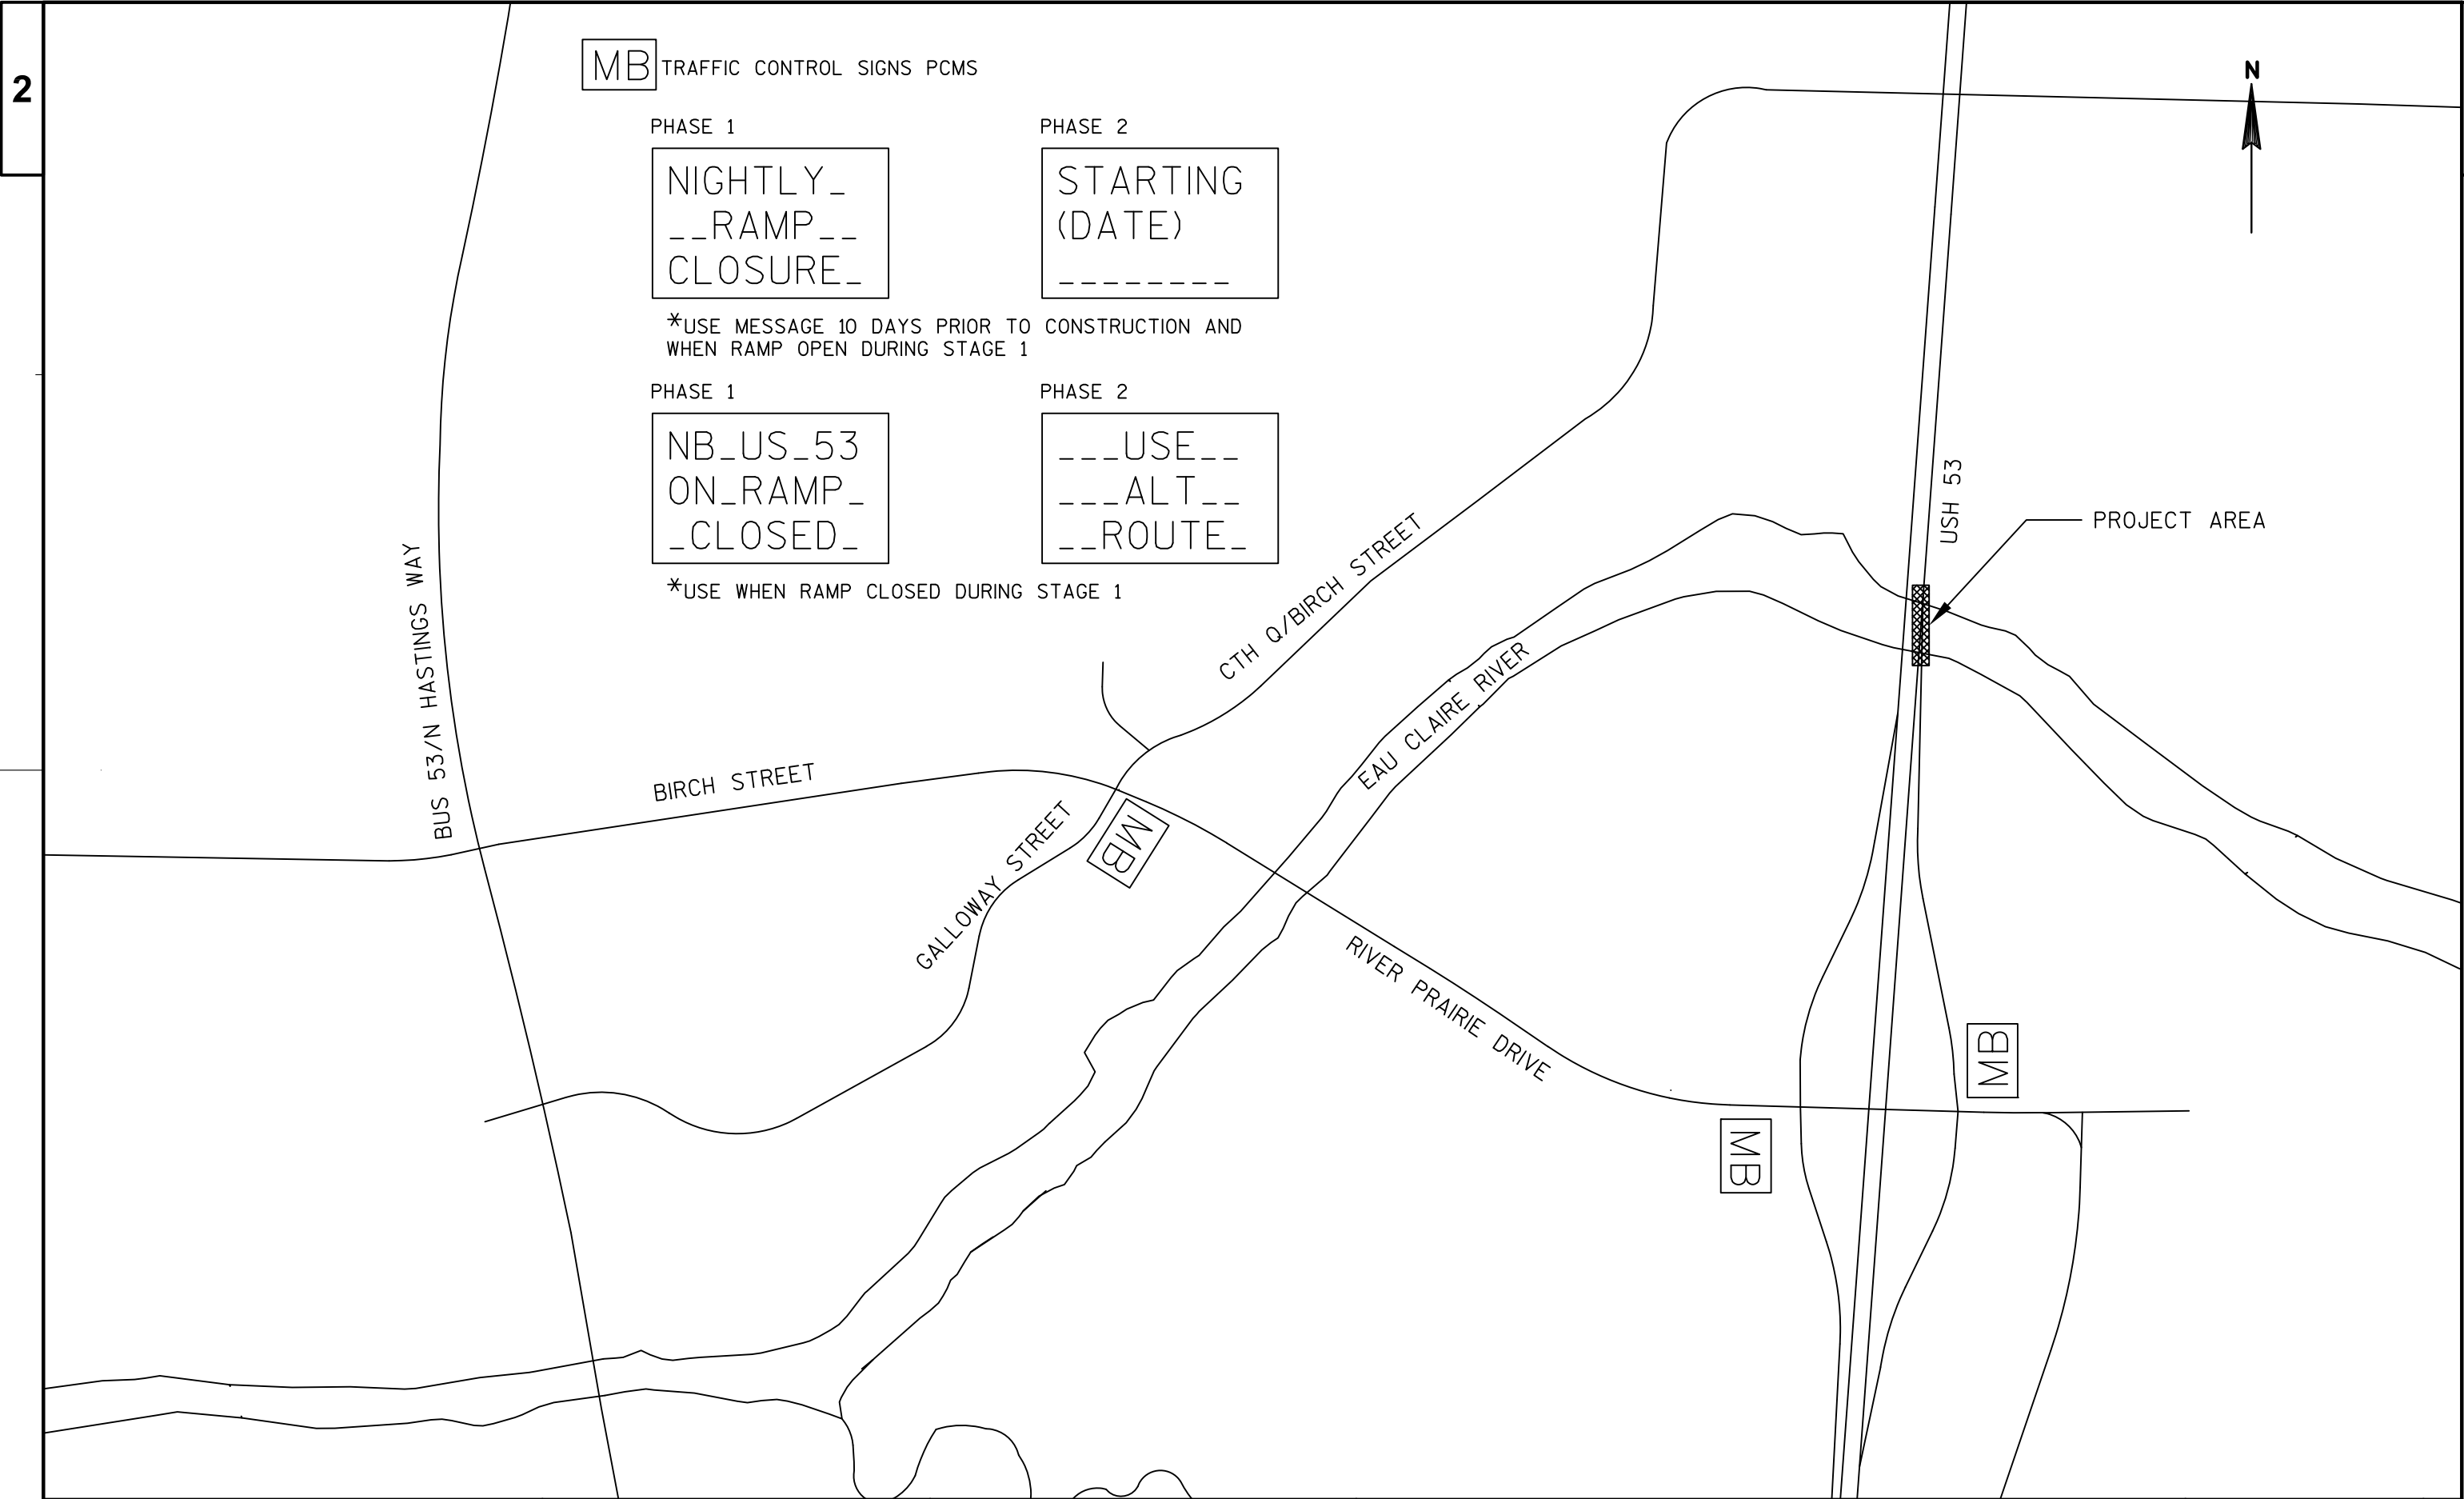 2
MB TRAFFIC CONTROL SIGNS PCMS
PHASE 1
NIGHTLY_
__RAMP__
CLOSURE_
PHASE 2
STARTING
(DATE)
________
*USE MESSAGE 10 DAYS PRIOR TO CONSTRUCTION AND
WHEN RAMP OPEN DURING STAGE 1
PHASE 1
NB_US_53
ON_RAMP_
_CLOSED_
PHASE 2
___USE__
___ALT__
__ROUTE_
*USE WHEN RAMP CLOSED DURING STAGE 1
N
USH 53
PROJECT AREA
BUS 53/N HASTINGS WAY
CTH Q/BIRCH STREET
EAU CLAIRE RIVER
BIRCH STREET
GALLOWAY STREET
MB
RIVER PRAIRIE DRIVE
MB
MB